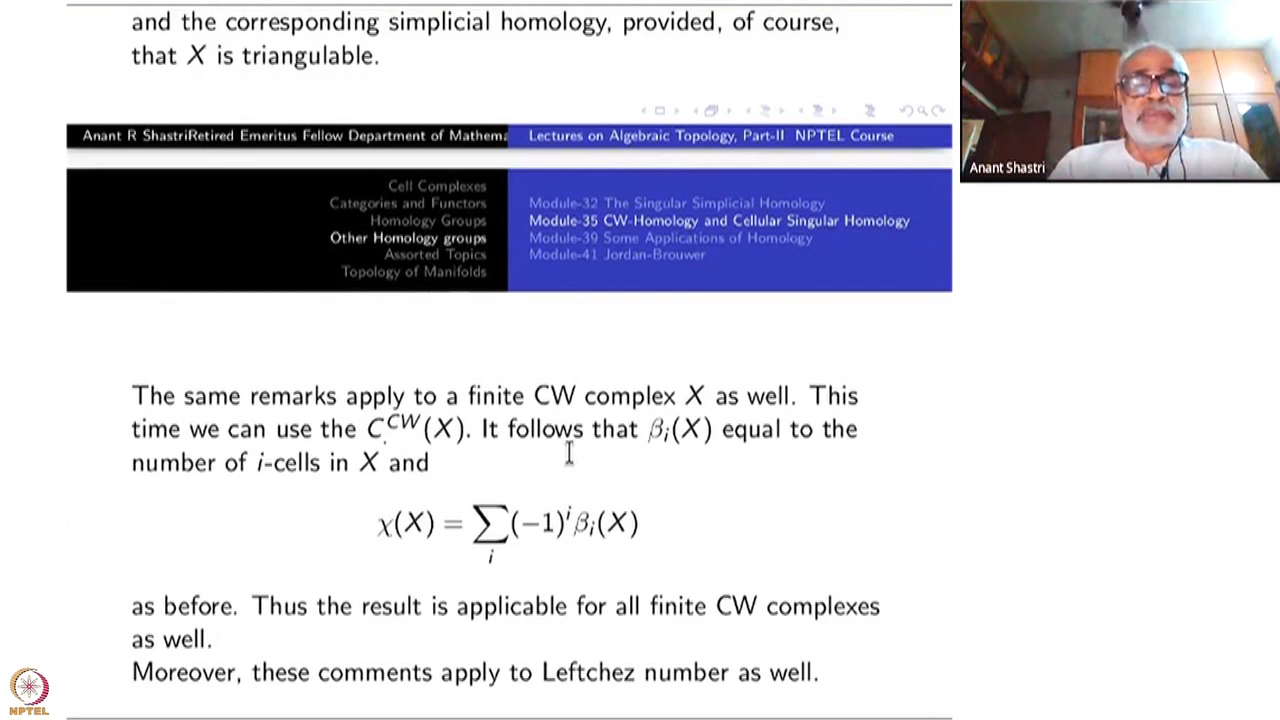 and the corresponding simplicial homology, provided, of course,
that X is triangulable.
Anant R ShastriRetired Emeritus Fellow Department of Mathema
Lectures on Algebraic Topology, Part-II NPTEL Course
Anant Shastri
Cell Complexes
Categories and Functors
Homology Groups
Other Homology groups
Assorted Topics
Topology of Manifolds
Module-32 The Singular Simplicial Homology
Module-35 CW-Homology and Cellular Singular Homology
Module-39 Some Applications of Homology
Module-41 Jordan-Brouwer
The same remarks apply to a finite CW complex X as well. This
time we can use the C.^{CW}(X). It follows that β_i(X) equal to the
number of i-cells in X and
χ(X) = ∑_i (−1)^i β_i(X)
as before. Thus the result is applicable for all finite CW complexes
as well.
Moreover, these comments apply to Leftchez number as well.
NPTEL